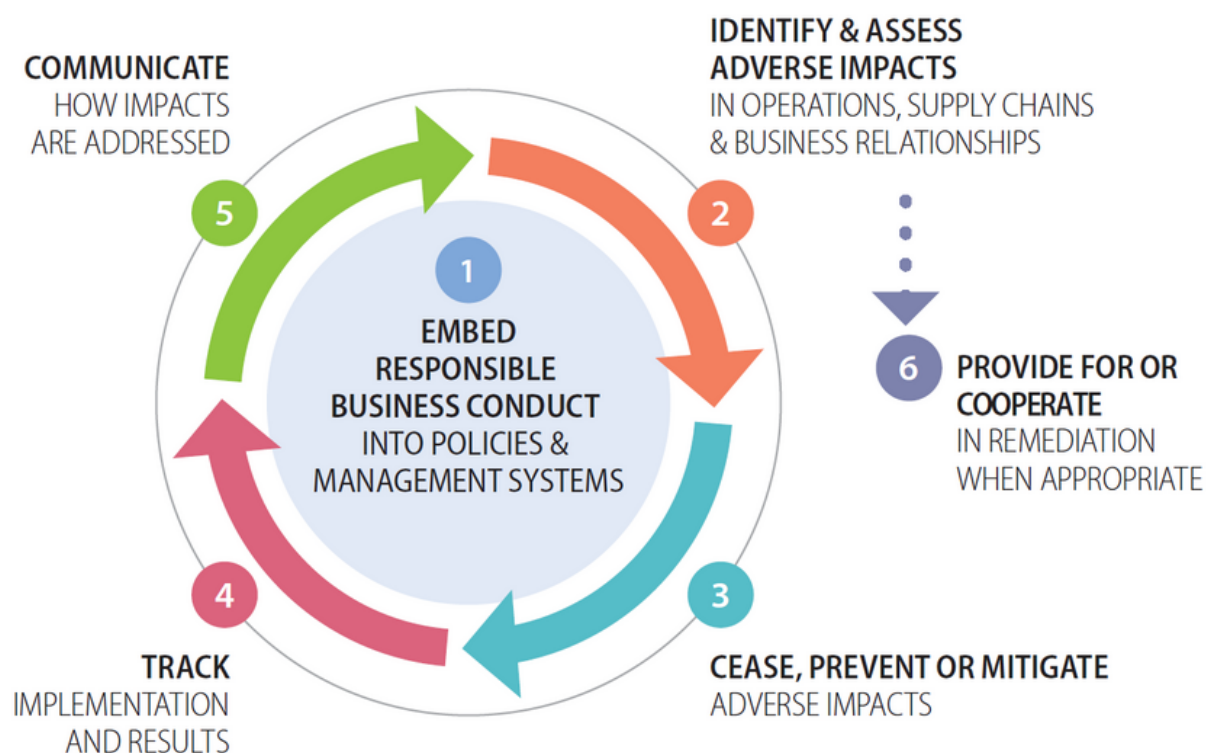 1
EMBED
RESPONSIBLE
BUSINESS CONDUCT
INTO POLICIES &
MANAGEMENT SYSTEMS
2
IDENTIFY & ASSESS
ADVERSE IMPACTS
IN OPERATIONS, SUPPLY CHAINS
& BUSINESS RELATIONSHIPS
3
CEASE, PREVENT OR MITIGATE
ADVERSE IMPACTS
4
TRACK
IMPLEMENTATION
AND RESULTS
5
COMMUNICATE
HOW IMPACTS
ARE ADDRESSED
6
PROVIDE FOR OR
COOPERATE
IN REMEDIATION
WHEN APPROPRIATE